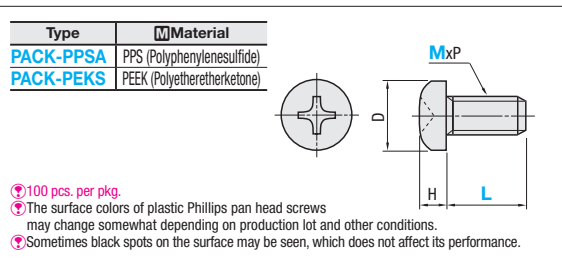 Type MMaterial
PACK-PPSA PPS (Polyphenylenesulfide)
PACK-PEKS PEEK (Polyetheretherketone)
MxP
D
H L
100 pcs. per pkg.
The surface colors of plastic Phillips pan head screws
may change somewhat depending on production lot and other conditions.
Sometimes black spots on the surface may be seen, which does not affect its performance.